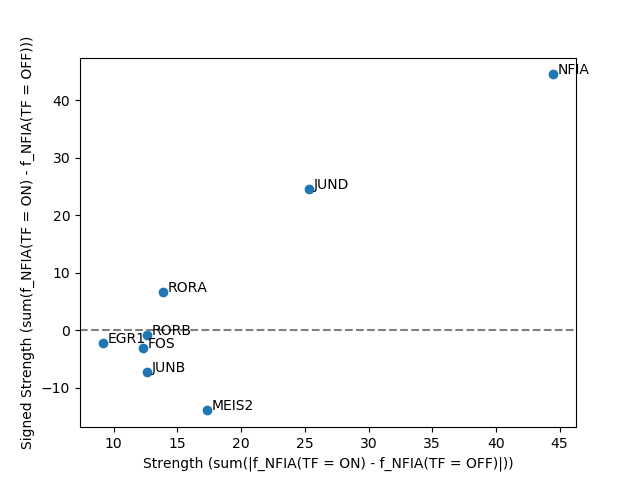 Signed Strength (sum(f_NFIA(TF = ON) - f_NFIA(TF = OFF)))
40
30
20
10
0
−10
NFIA
JUND
RORA
RORB
EGR1
FOS
JUNB
MEIS2
10 15 20 25 30 35 40 45
Strength (sum(|f_NFIA(TF = ON) - f_NFIA(TF = OFF)|))